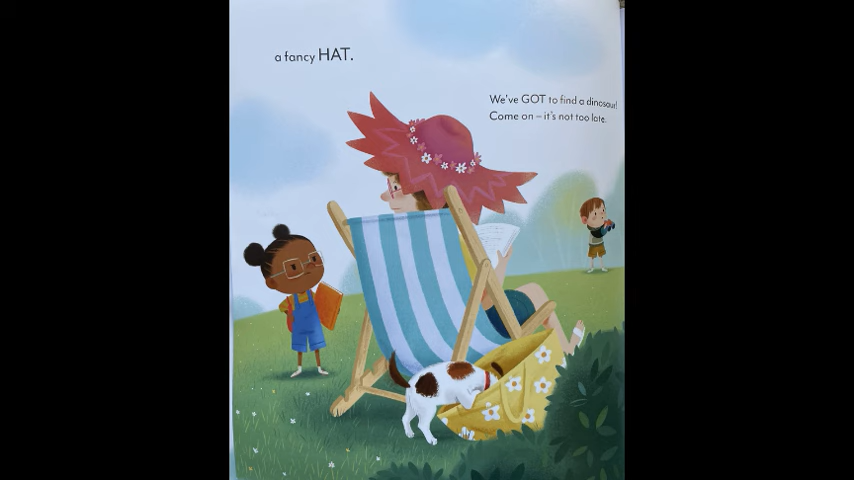 a fancy HAT.
We've GOT to find a dinosaur!
Come on – it's not too late.